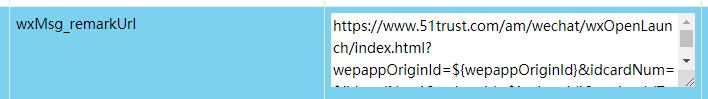 wxMsg_remarkUrl
https://www.51trust.com/am/wechat/wxOpenLaun
ch/index.html?
wepappOriginId=${wepappOriginId}&idcardNum=